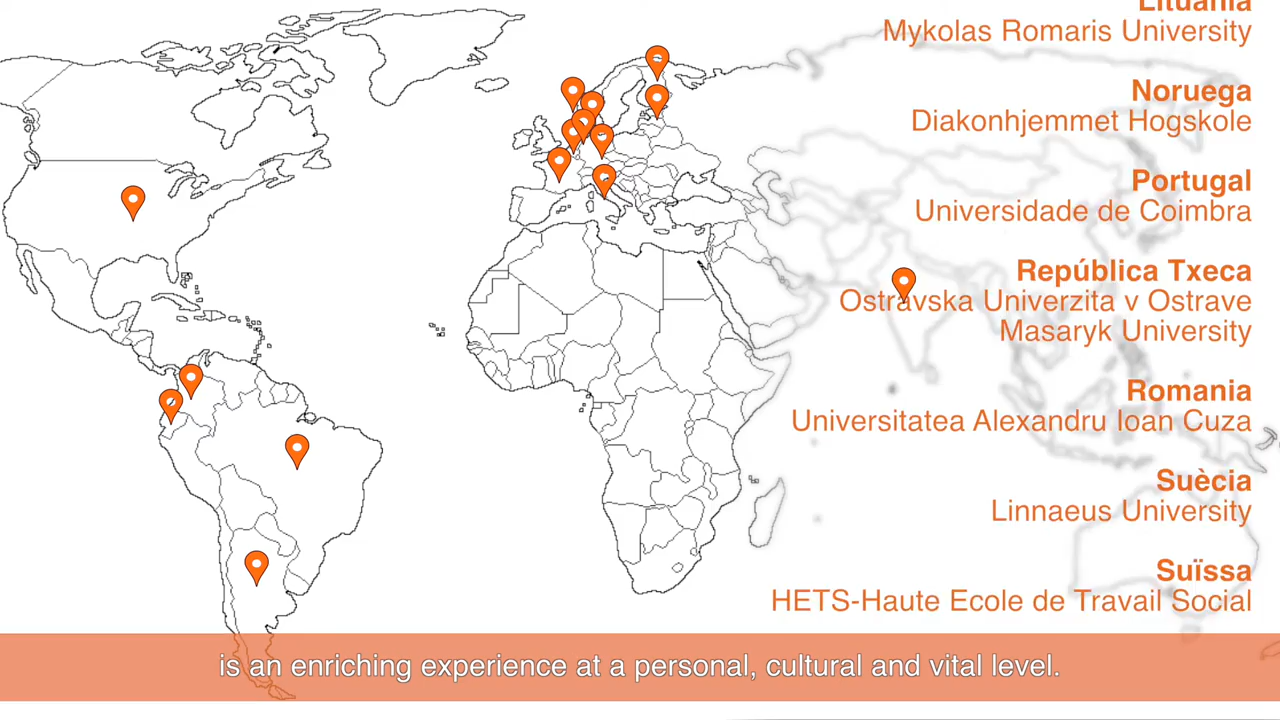 Lituània
Mykolas Romaris University
Noruega
Diakonhjemmet Hogskole
Portugal
Universidade de Coimbra
República Txeca
Ostravska Univerzita v Ostrave
Masaryk University
Romania
Universitatea Alexandru Ioan Cuza
Suècia
Linnaeus University
Suïssa
HETS-Haute Ecole de Travail Social
is an enriching experience at a personal, cultural and vital level.